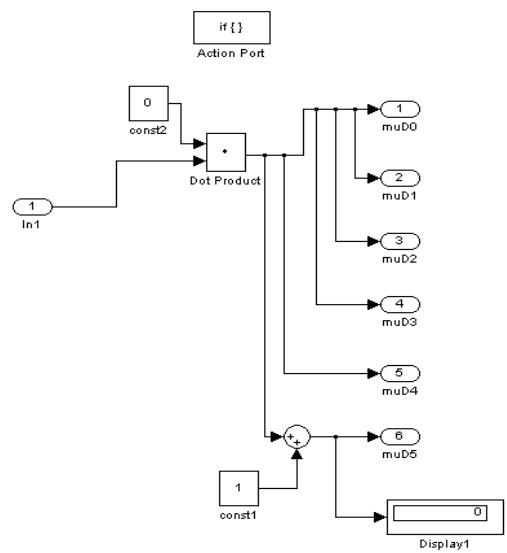 if { }
Action Port
0
const2
Dot Product
1
In1
1
muD0
2
muD1
3
muD2
4
muD3
5
muD4
6
muD5
+
+
1
const1
0
Display1